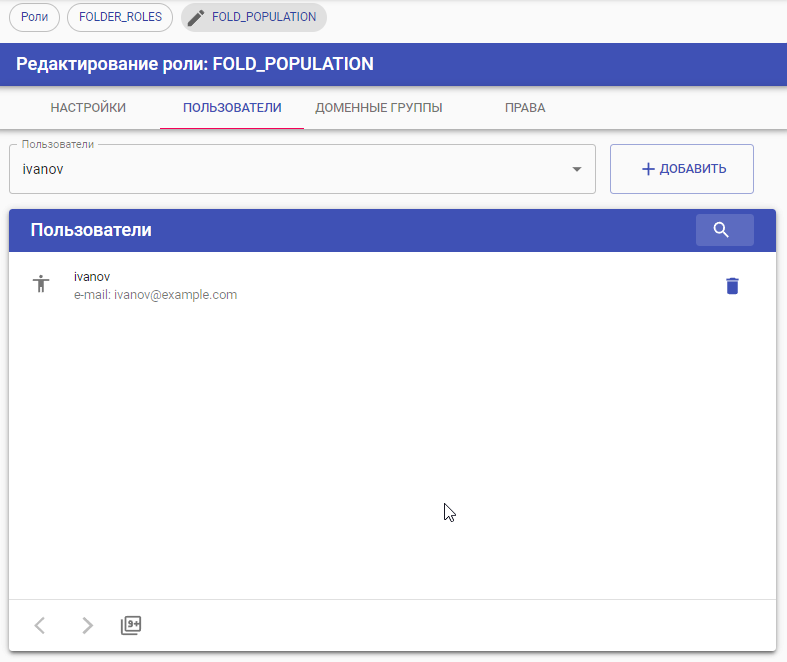 Роли FOLDER_ROLES FOLD_POPULATION
Редактирование роли: FOLD_POPULATION
НАСТРОЙКИ ПОЛЬЗОВАТЕЛИ ДОМЕННЫЕ ГРУППЫ ПРАВА
Пользователи
ivanov
ДОБАВИТЬ
Пользователи
ivanov
e-mail: ivanov@example.com
9+